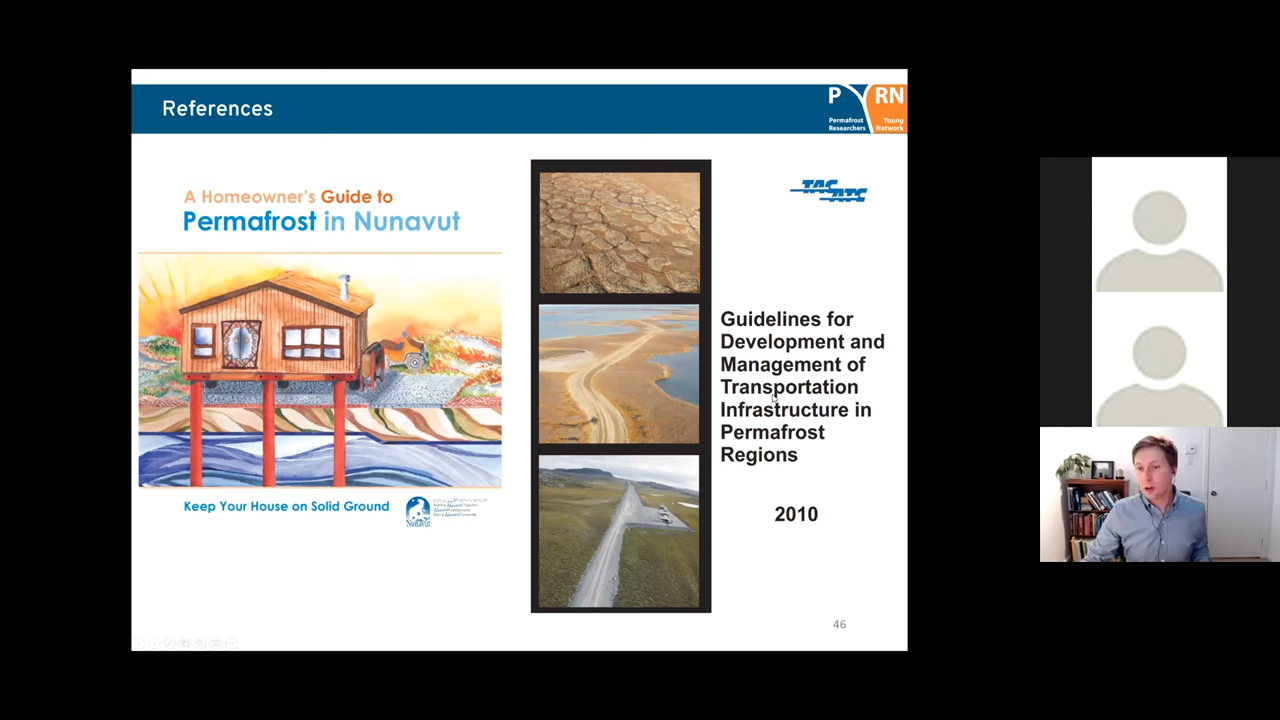 References
P RN
Permafrost Young
Researchers Network
A Homeowner's Guide to
Permafrost in Nunavut
Keep Your House on Solid Ground
Nunavut
TAC ATC
Guidelines for
Development and
Management of
Transportation
Infrastructure in
Permafrost
Regions
2010
46